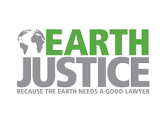 EARTH
JUSTICE
BECAUSE THE EARTH NEEDS A GOOD LAWYER